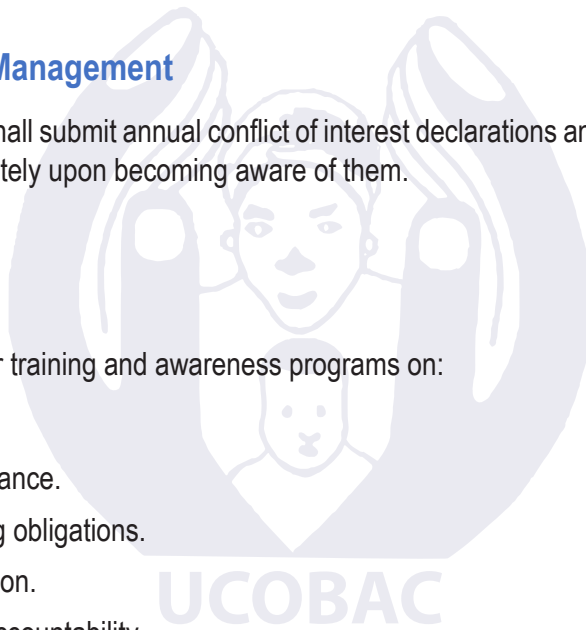 Management
hall submit annual conflict of interest declarations an
tely upon becoming aware of them.
r training and awareness programs on:
ance.
g obligations.
on.
UCOBAC
ccountability